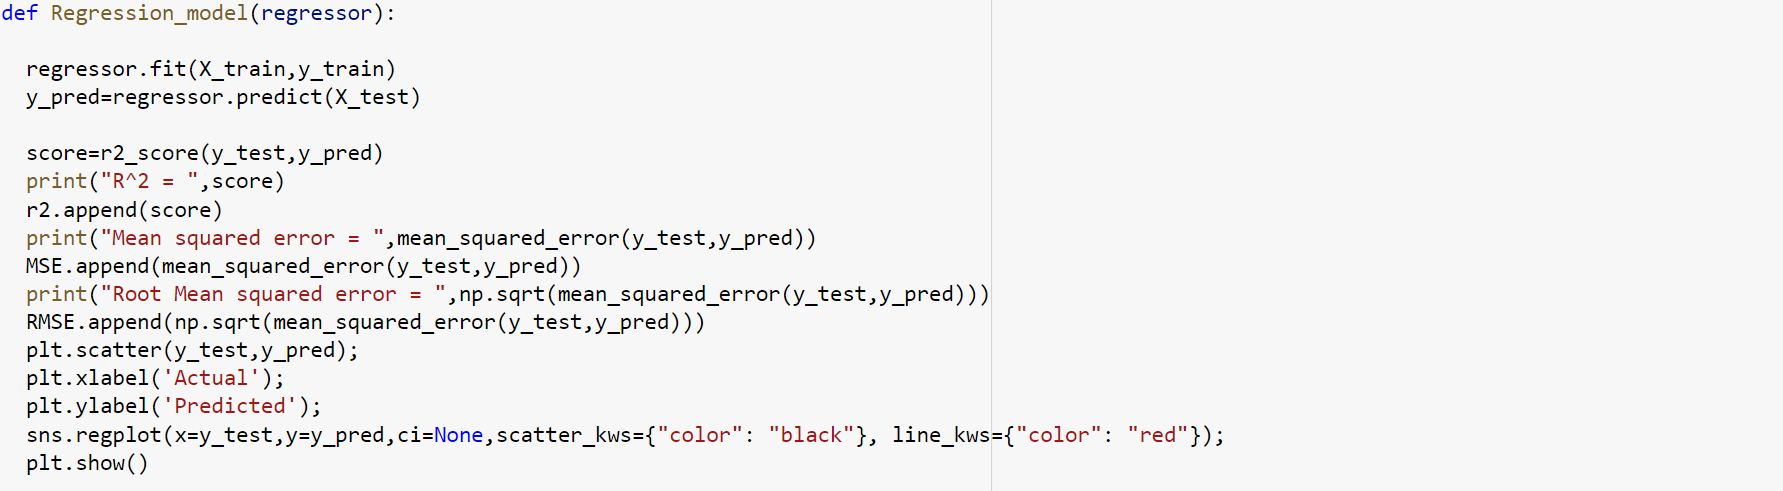 def Regression_model(regressor):
  regressor.fit(X_train,y_train)
  y_pred=regressor.predict(X_test)
  score=r2_score(y_test,y_pred)
  print("R^2 = ",score)
  r2.append(score)
  print("Mean squared error = ",mean_squared_error(y_test,y_pred))
  MSE.append(mean_squared_error(y_test,y_pred))
  print("Root Mean squared error = ",np.sqrt(mean_squared_error(y_test,y_pred)))
  RMSE.append(np.sqrt(mean_squared_error(y_test,y_pred)))
  plt.scatter(y_test,y_pred);
  plt.xlabel('Actual');
  plt.ylabel('Predicted');
  sns.regplot(x=y_test,y=y_pred,ci=None,scatter_kws={"color": "black"}, line_kws={"color": "red"});
  plt.show()